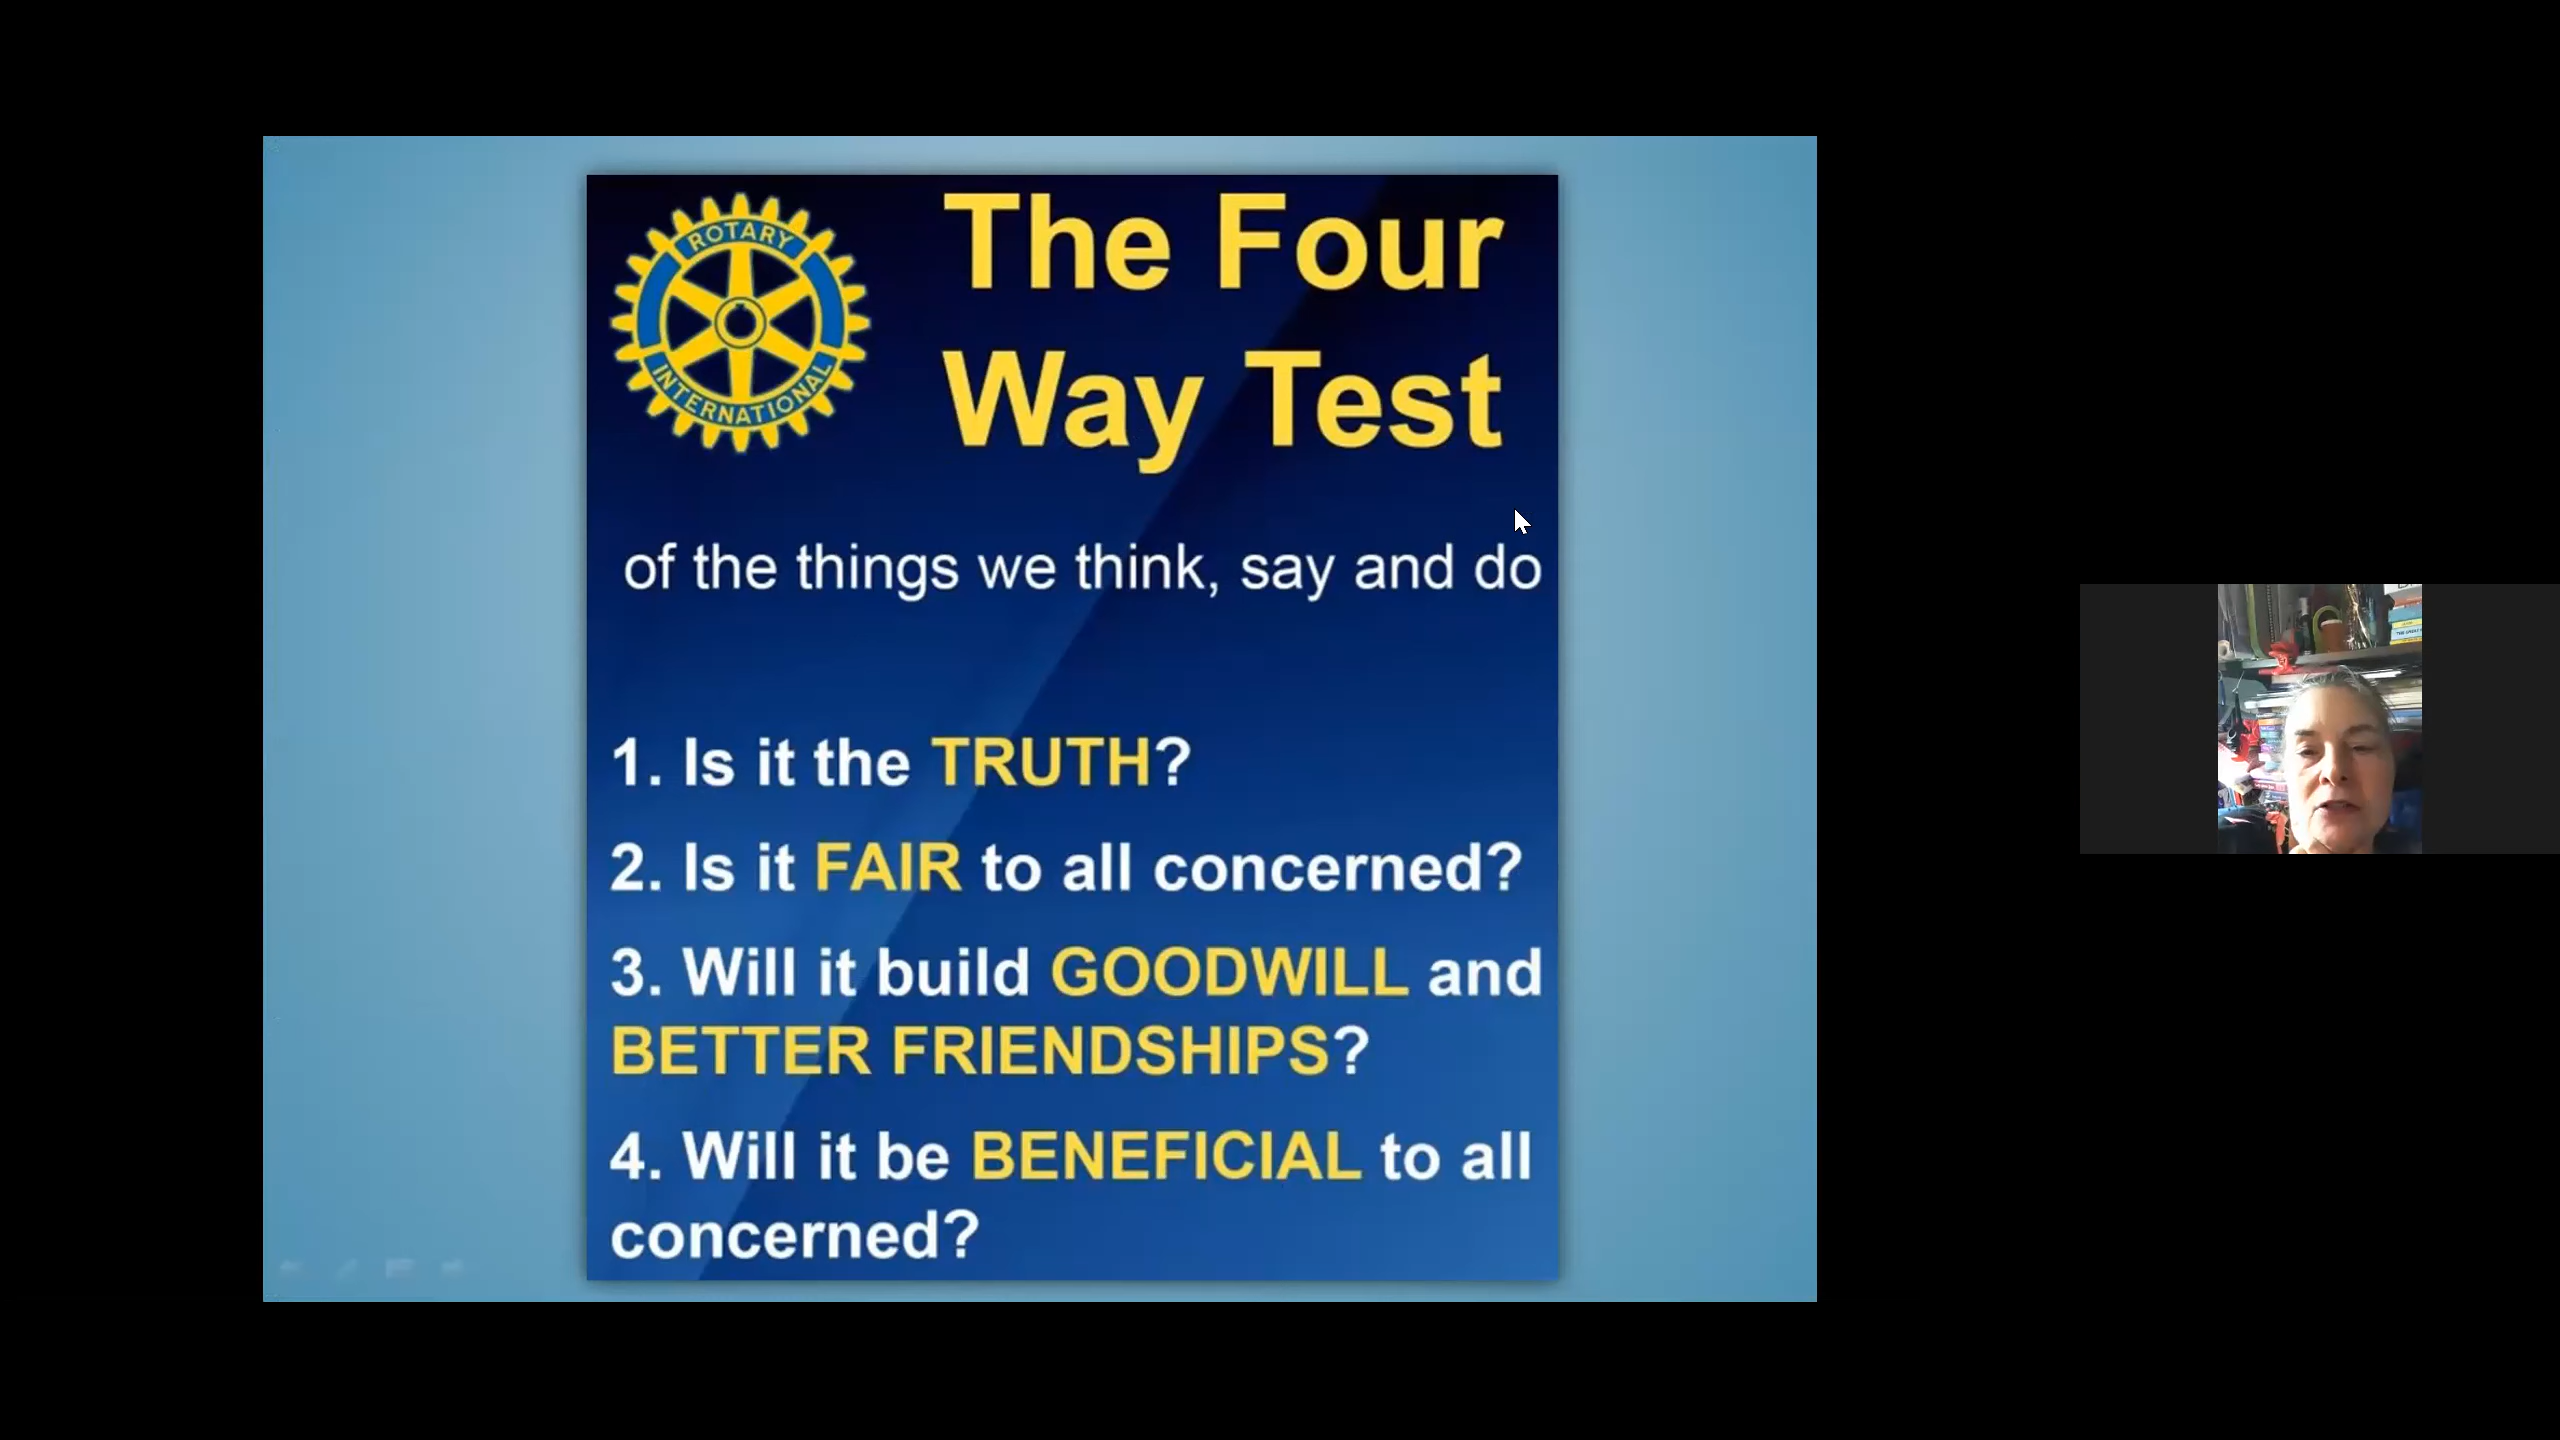 ROTARY
INTERNATIONAL
The Four
Way Test
of the things we think, say and do
1. Is it the TRUTH?
2. Is it FAIR to all concerned?
3. Will it build GOODWILL and
BETTER FRIENDSHIPS?
4. Will it be BENEFICIAL to all
concerned?